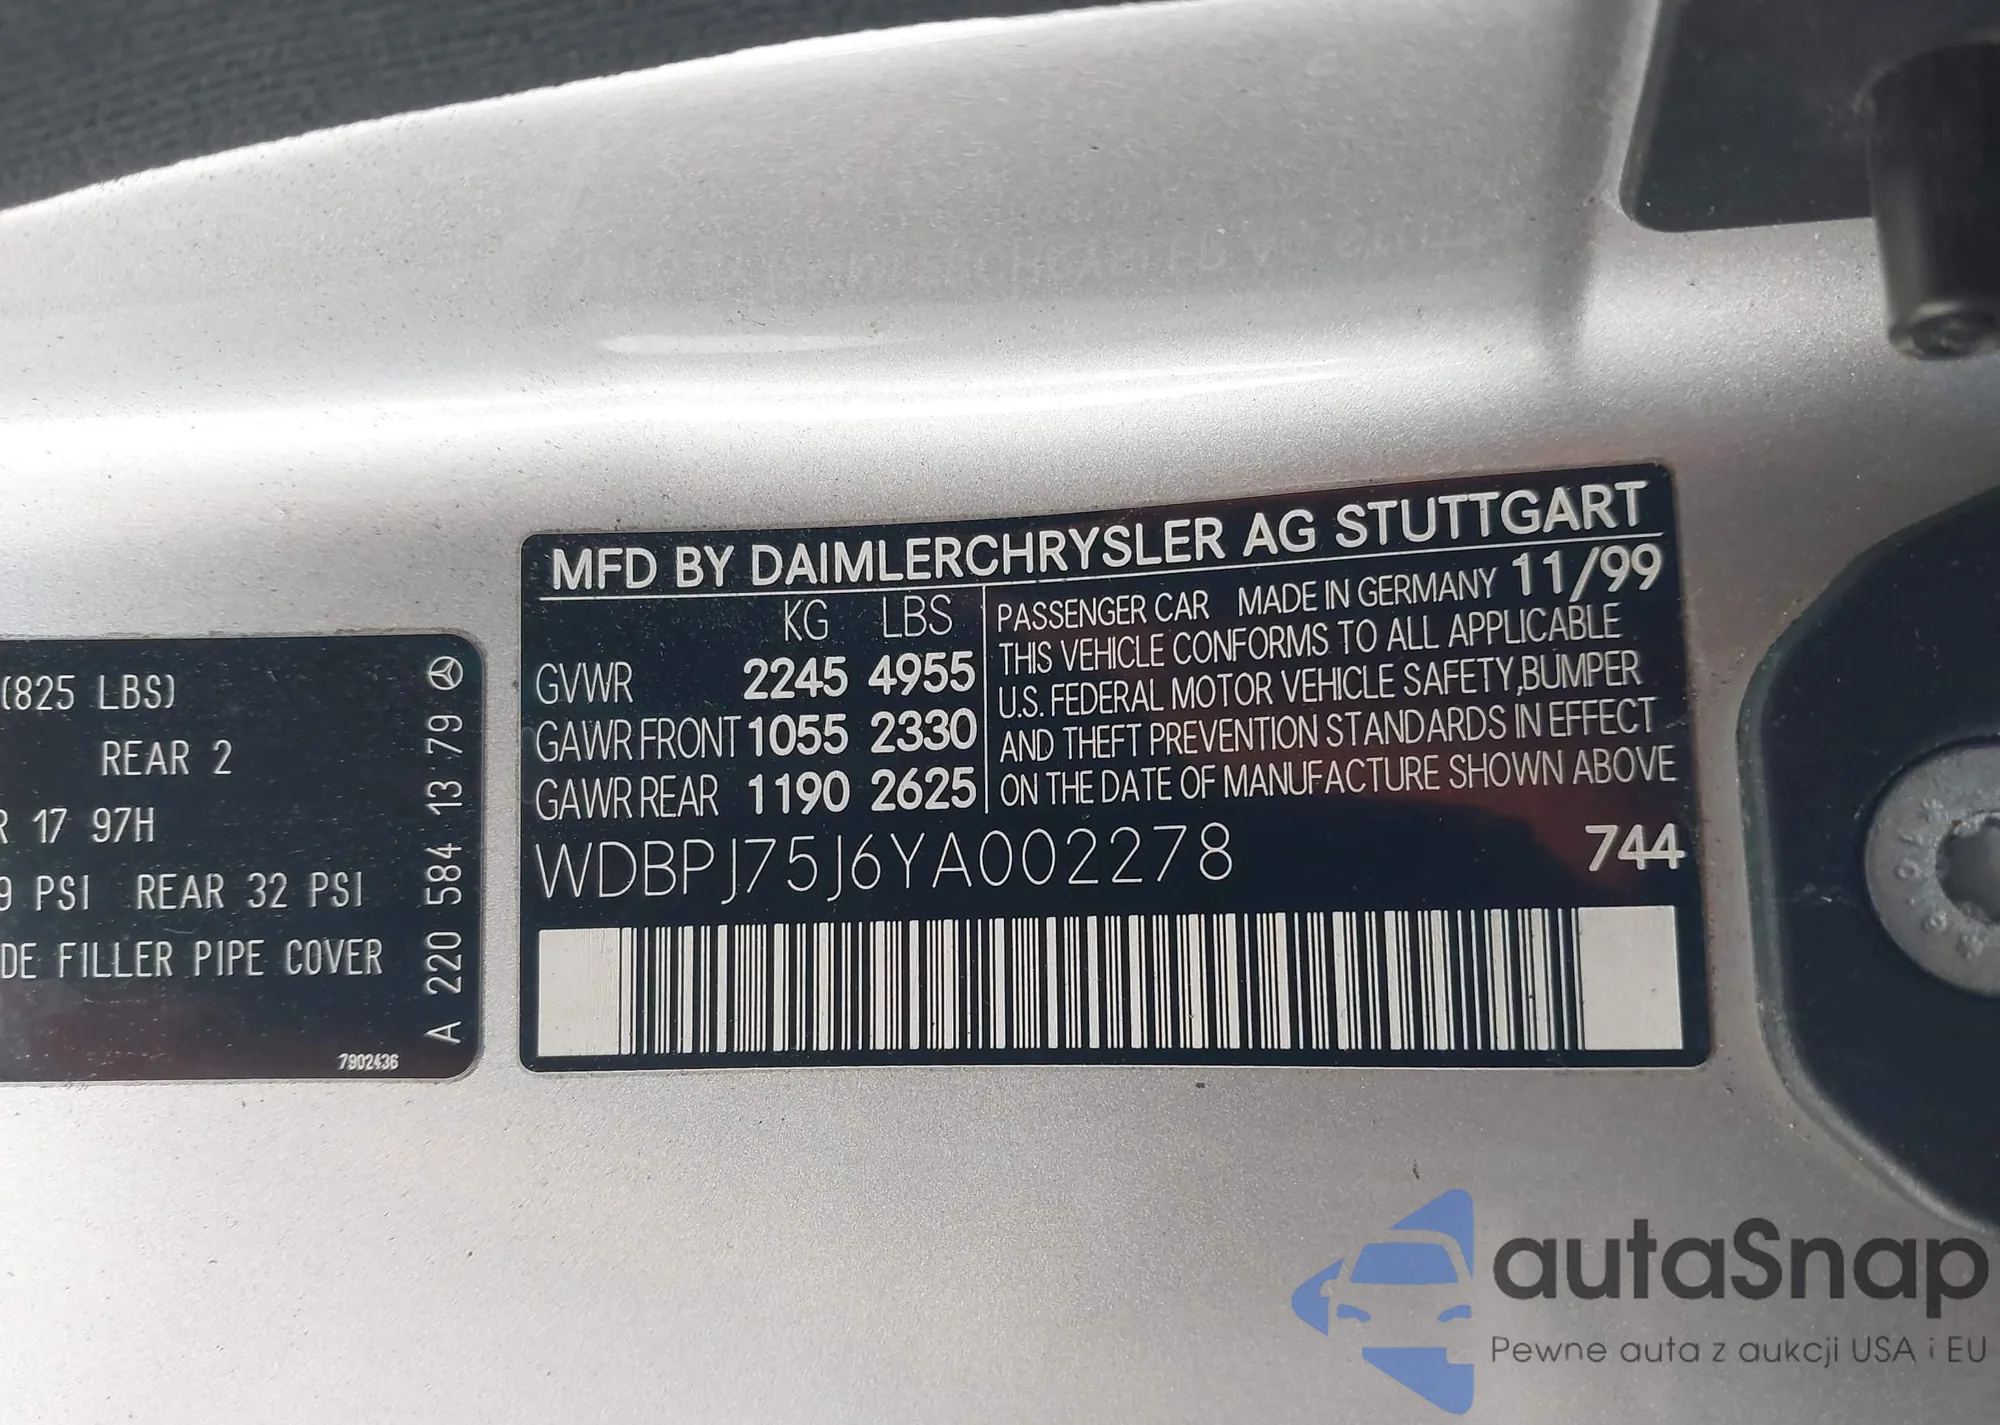 (825 LBS)
REAR 2
R 17 97H
9 PSI REAR 32 PSI
DE FILLER PIPE COVER
7902436
A 220 584 13 79
MFD BY DAIMLERCHRYSLER AG STUTTGART
KG LBS
GVWR 2245 4955
GAWR FRONT 1055 2330
GAWR REAR 1190 2625
PASSENGER CAR MADE IN GERMANY 11/99
THIS VEHICLE CONFORMS TO ALL APPLICABLE
U.S. FEDERAL MOTOR VEHICLE SAFETY, BUMPER
AND THEFT PREVENTION STANDARDS IN EFFECT
ON THE DATE OF MANUFACTURE SHOWN ABOVE
WDBPJ75J6YA002278 744
autaSnap
Pewne auta z aukcji USA i EU